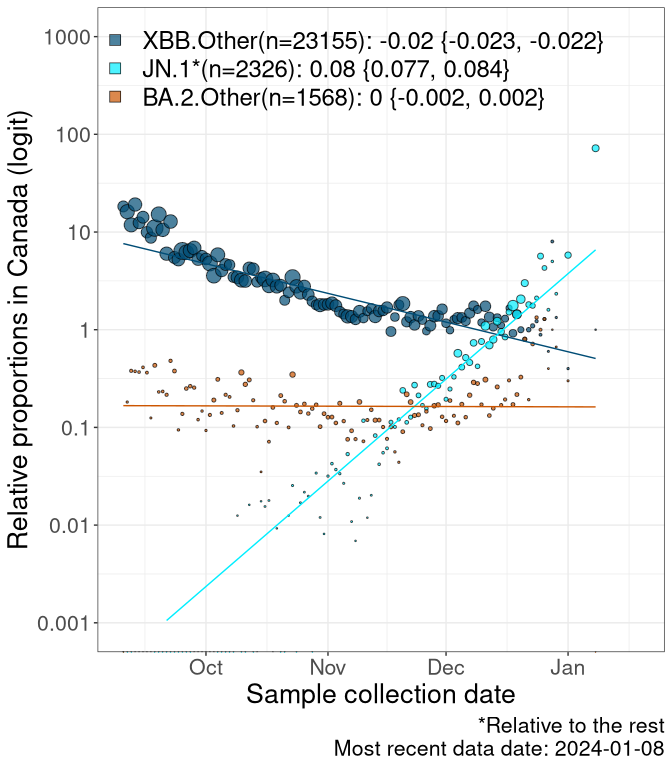 XBB.Other(n=23155): -0.02 {-0.023, -0.022}
JN.1*(n=2326): 0.08 {0.077, 0.084}
BA.2.Other(n=1568): 0 {-0.002, 0.002}
Relative proportions in Canada (logit)
1000
100
10
1
0.1
0.01
0.001
Oct Nov Dec Jan
Sample collection date
*Relative to the rest
Most recent data date: 2024-01-08